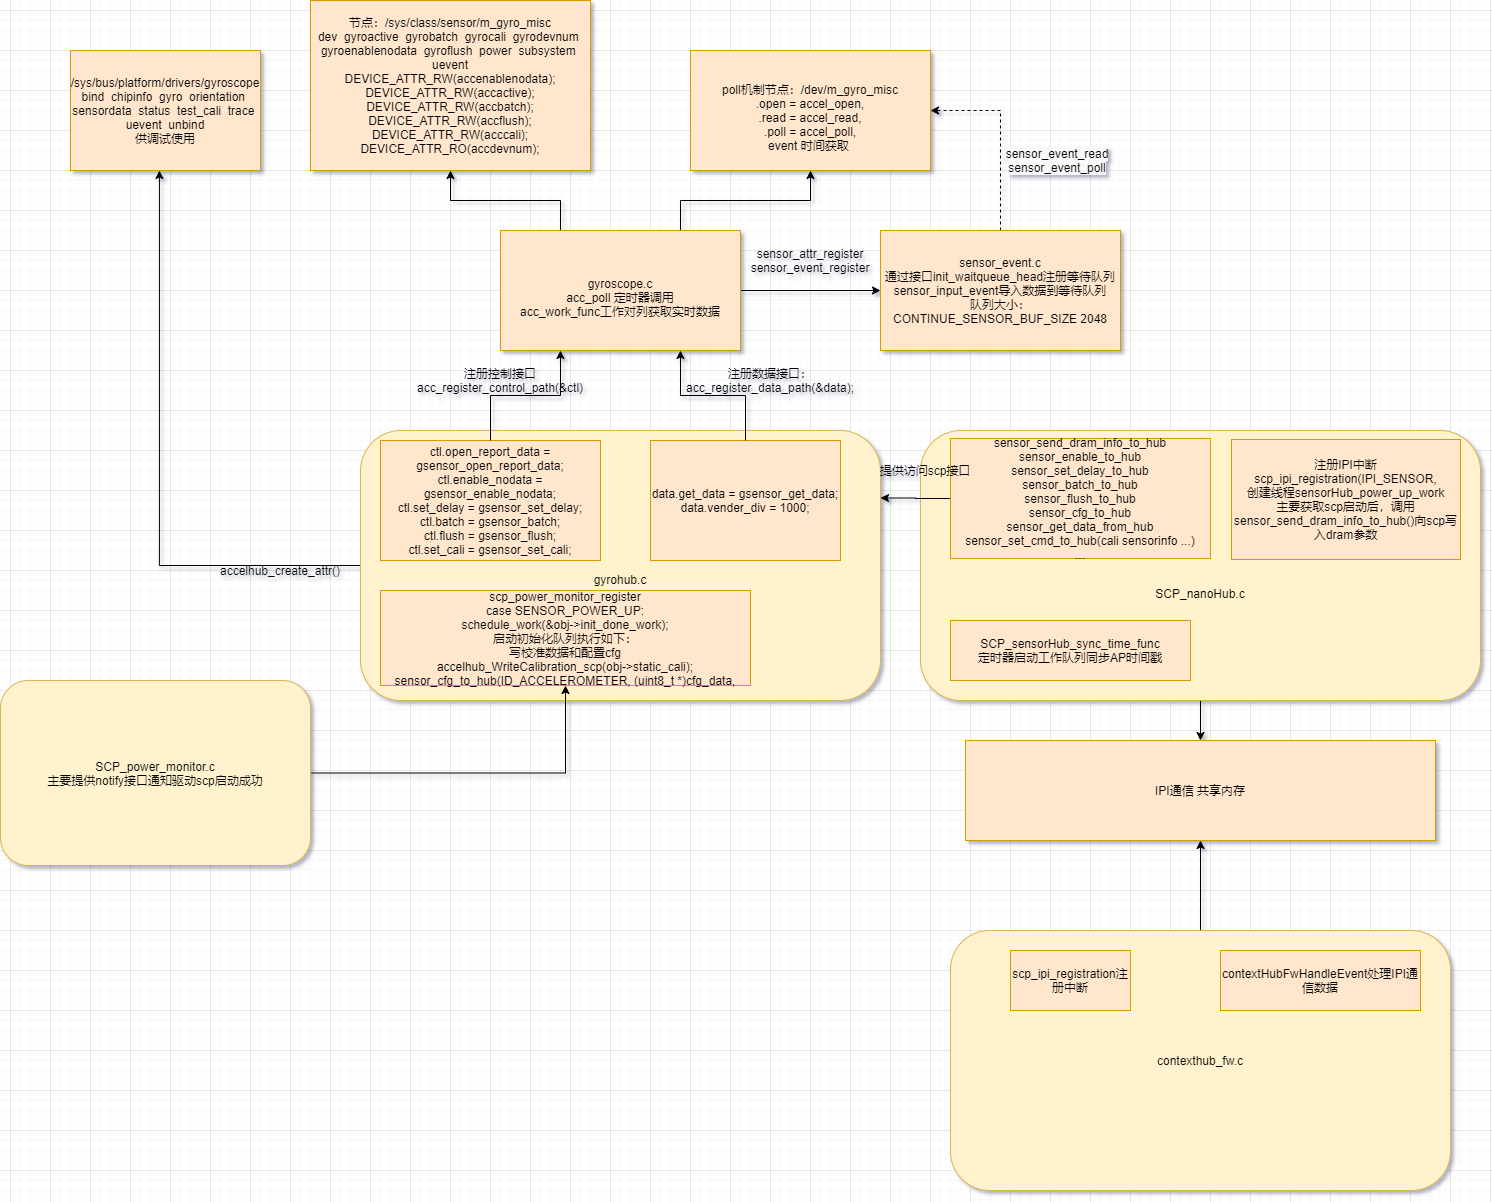 节点：/sys/class/sensor/m_gyro_misc
dev  gyroactive  gyrobatch  gyrocali  gyrodevnum
gyroenablenodata  gyroflush  power  subsystem
uevent
DEVICE_ATTR_RW(accenablenodata);
DEVICE_ATTR_RW(accactive);
DEVICE_ATTR_RW(accbatch);
DEVICE_ATTR_RW(accflush);
DEVICE_ATTR_RW(acccali);
DEVICE_ATTR_RO(accdevnum);
/sys/bus/platform/drivers/gyroscope
bind  chipinfo  gyro  orientation
sensordata  status  test_cali  trace
uevent  unbind
供调试使用
poll机制节点：/dev/m_gyro_misc
.open = accel_open,
.read = accel_read,
.poll = accel_poll,
event 时间获取
sensor_event_read
sensor_event_poll
gyroscope.c
acc_poll 定时器调用
acc_work_func工作对列获取实时数据
sensor_attr_register
sensor_event_register
sensor_event.c
通过接口init_waitqueue_head注册等待队列
sensor_input_event导入数据到等待队列
队列大小：
CONTINUE_SENSOR_BUF_SIZE 2048
注册控制接口
acc_register_control_path(&ctl)
注册数据接口：
acc_register_data_path(&data);
ctl.open_report_data =
gsensor_open_report_data;
ctl.enable_nodata =
gsensor_enable_nodata;
ctl.set_delay = gsensor_set_delay;
ctl.batch = gsensor_batch;
ctl.flush = gsensor_flush;
ctl.set_cali = gsensor_set_cali;
data.get_data = gsensor_get_data;
data.vender_div = 1000;
提供访问scp接口
sensor_send_dram_info_to_hub
sensor_enable_to_hub
sensor_set_delay_to_hub
sensor_batch_to_hub
sensor_flush_to_hub
sensor_cfg_to_hub
sensor_get_data_from_hub
sensor_set_cmd_to_hub(cali sensorinfo ...)
...
注册IPI中断
scp_ipi_registration(IPI_SENSOR,
创建线程sensorHub_power_up_work
主要获取scp启动后，调用
sensor_send_dram_info_to_hub()向scp写
入dram参数
accelhub_create_attr()
gyrohub.c
SCP_nanoHub.c
scp_power_monitor_register
case SENSOR_POWER_UP:
schedule_work(&obj->init_done_work);
启动初始化队列执行如下：
写校准数据和配置cfg
accelhub_WriteCalibration_scp(obj->static_cali);
sensor_cfg_to_hub(ID_ACCELEROMETER, (uint8_t *)cfg_data,
SCP_sensorHub_sync_time_func
定时器启动工作队列同步AP时间戳
SCP_power_monitor.c
主要提供notify接口通知驱动scp启动成功
IPI通信 共享内存
scp_ipi_registration注
册中断
contextHubFwHandleEvent处理IPI通
信数据
contexthub_fw.c